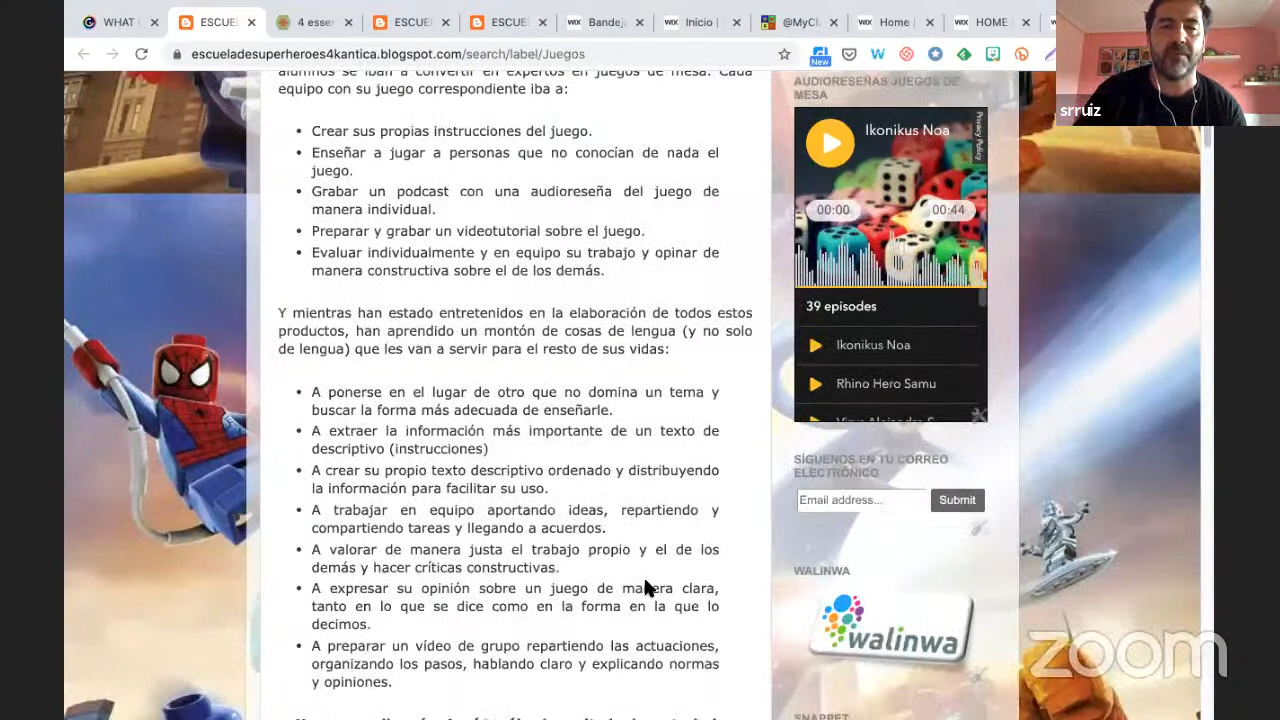 WHAT I
ESCUEL
4 esser
ESCUE
ESCUE
WIX Bandej
WIX Inicio |
@MyCl
WIX Home |
WIX HOME
WIX
escueladesuperheroes4kantica.blogspot.com/search/label/Juegos
New
srruiz
alumnos se iban a convertir en expertos en juegos de mesa. Cada
equipo con su juego correspondiente iba a:
• Crear sus propias instrucciones del juego.
• Enseñar a jugar a personas que no conocían de nada el
juego.
• Grabar un podcast con una audioreseña del juego de
manera individual.
• Preparar y grabar un videotutorial sobre el juego.
• Evaluar individualmente y en equipo su trabajo y opinar de
manera constructiva sobre el de los demás.
Y mientras han estado entretenidos en la elaboración de todos estos
productos, han aprendido un montón de cosas de lengua (y no solo
de lengua) que les van a servir para el resto de sus vidas:
• A ponerse en el lugar de otro que no domina un tema y
buscar la forma más adecuada de enseñarle.
• A extraer la información más importante de un texto de
descriptivo (instrucciones)
• A crear su propio texto descriptivo ordenado y distribuyendo
la información para facilitar su uso.
• A trabajar en equipo aportando ideas, repartiendo y
compartiendo tareas y llegando a acuerdos.
• A valorar de manera justa el trabajo propio y el de los
demás y hacer críticas constructivas.
• A expresar su opinión sobre un juego de manera clara,
tanto en lo que se dice como en la forma en la que lo
decimos.
• A preparar un vídeo de grupo repartiendo las actuaciones,
organizando los pasos, hablando claro y explicando normas
y opiniones.
AUDIORESEÑAS JUEGOS DE
MESA
Ikonikus Noa
Privacy Policy
00:00
00:44
39 episodes
Ikonikus Noa
Rhino Hero Samu
SÍGUENOS EN TU CORREO
ELECTRÓNICO
Email address...
Submit
WALINWA
walinwa
SNAPPET
zoom